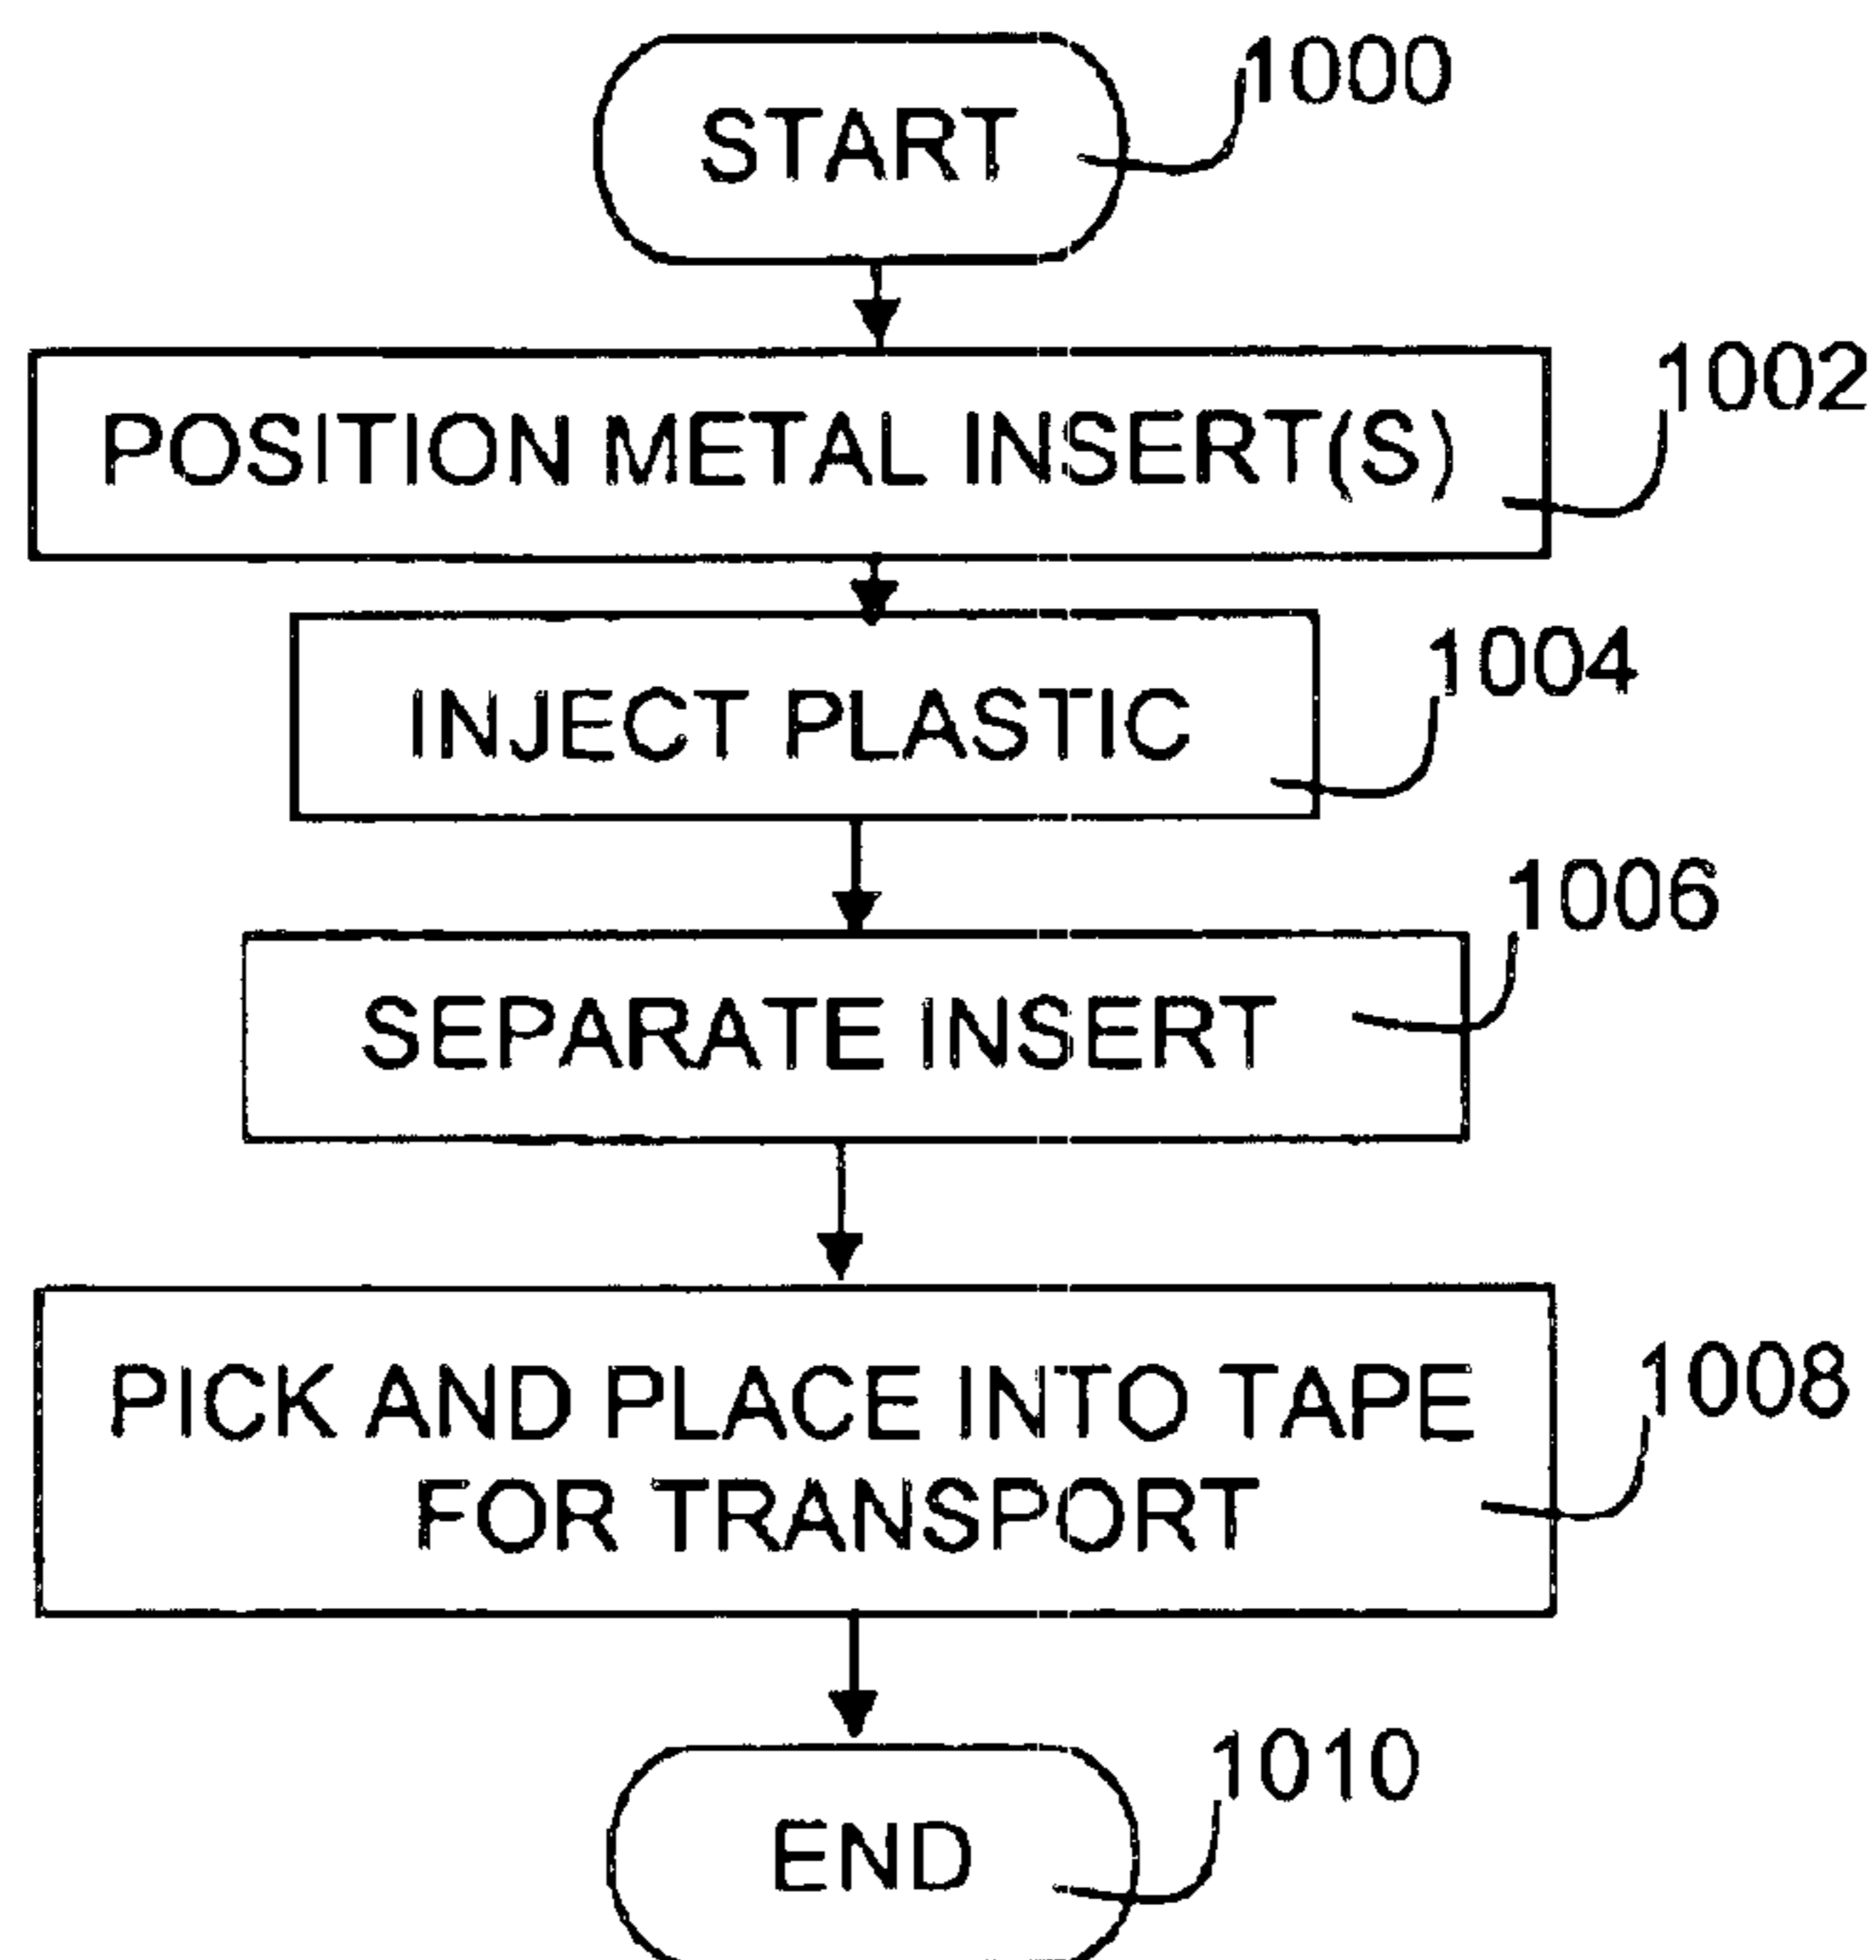 START
1000
POSITION METAL INSERT(S)
1002
INJECT PLASTIC
1004
SEPARATE INSERT
1006
PICK AND PLACE INTO TAPE
FOR TRANSPORT
1008
END
1010